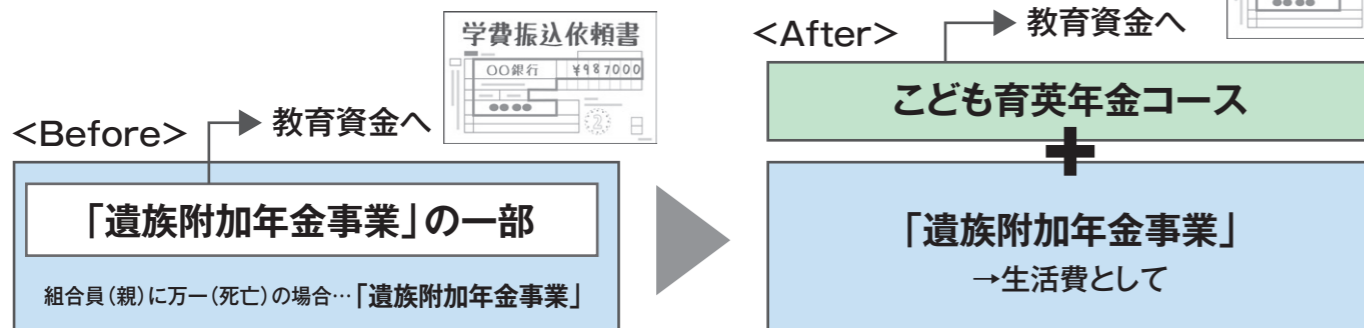 <Before>
教育資金へ
学費振込依頼書
〇〇銀行 ¥987000
「遺族附加年金事業」の一部
組合員(親)に万一(死亡)の場合…「遺族附加年金事業」
<After>
教育資金へ
こども育英年金コース
+
「遺族附加年金事業」
→生活費として